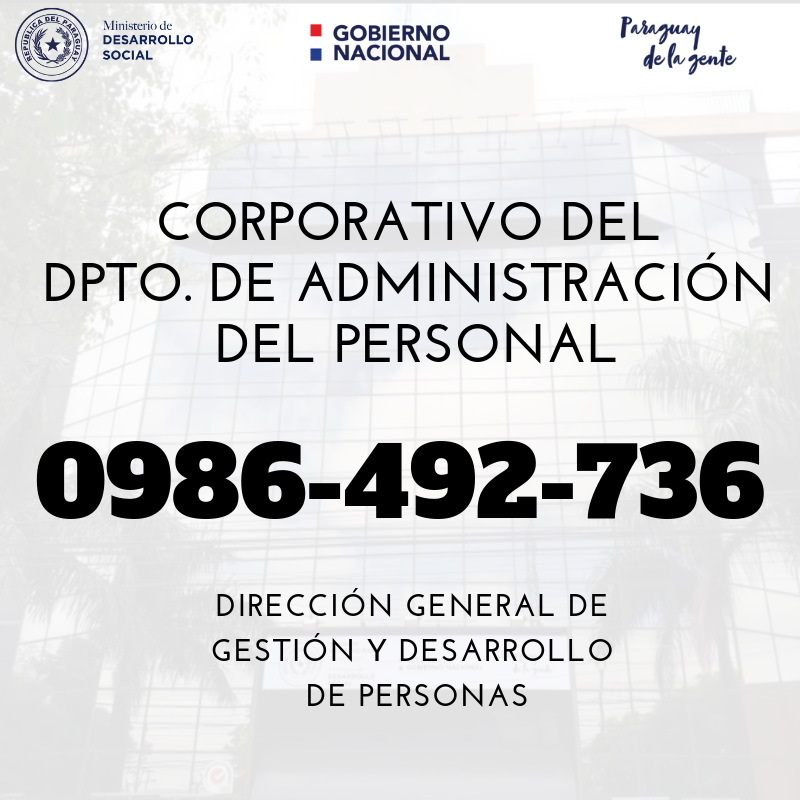 REPUBLICA DEL PARAGUAY
Ministerio de
DESARROLLO
SOCIAL
GOBIERNO
NACIONAL
Paraguay
de la gente
CORPORATIVO DEL
DPTO. DE ADMINISTRACIÓN
DEL PERSONAL
0986-492-736
DIRECCIÓN GENERAL DE
GESTIÓN Y DESARROLLO
DE PERSONAS